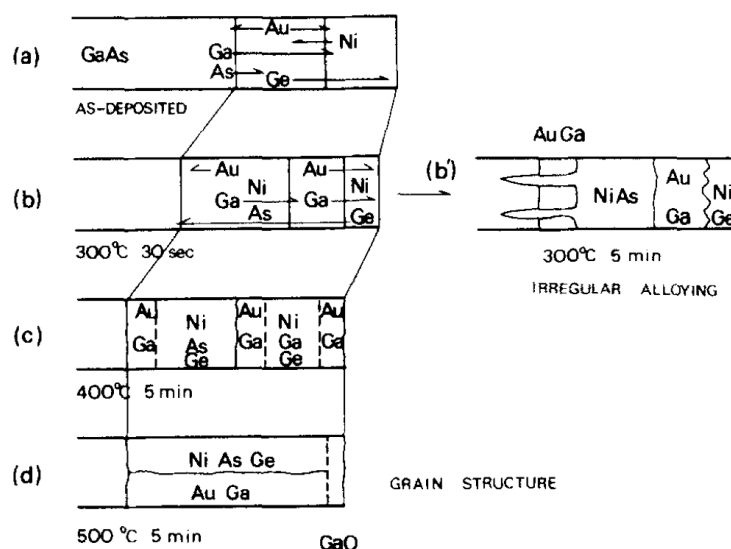 (a)
GaAs
Au
Ni
Ga
As
Ge
AS-DEPOSITED
(b)
Au
Ni
Ga
As
Au
Ga
Ni
Ge
300°C 30 sec
(b')
AuGa
NiAs
Au
Ga
Ni
Ge
300°C 5 min
IRREGULAR ALLOYING
(c)
Au
Ga
Ni
As
Ge
Au
Ga
Ni
Ga
Ge
Au
Ga
400°C 5 min
(d)
Ni As Ge
Au Ga
GRAIN STRUCTURE
500 °C 5 min
GaO